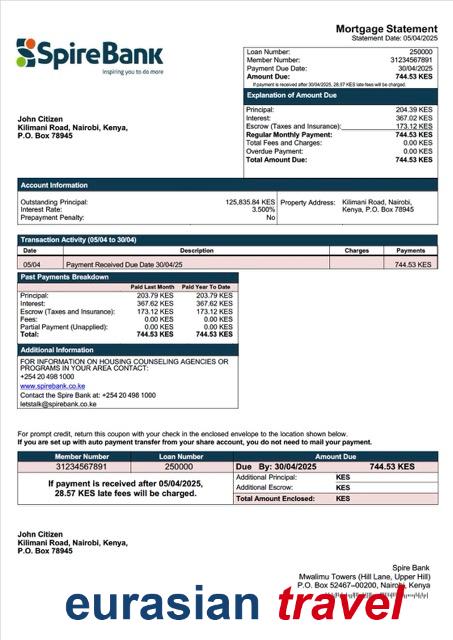 Mortgage Statement
Statement Date: 05/04/2025
SpireBank
Inspiring you to do more
Loan Number: 250000
Member Number: 31234567891
Payment Due Date: 30/04/2025
Amount Due: 744.53 KES
If payment is received after 30/04/2025, 28.57 KES late fees will be charged.
Explanation of Amount Due
Principal: 204.39 KES
Interest: 367.02 KES
Escrow (Taxes and Insurance): 173.12 KES
Regular Monthly Payment: 744.53 KES
Total Fees and Charges: 0.00 KES
Overdue Payment: 0.00 KES
Total Amount Due: 744.53 KES
John Citizen
Kilimani Road, Nairobi, Kenya,
P.O. Box 78945
Account Information
Outstanding Principal: 125,835.84 KES
Interest Rate: 3.500%
Prepayment Penalty: No
Property Address: Kilimani Road, Nairobi,
Kenya, P.O. Box 78945
Transaction Activity (05/04 to 30/04)
Date Description Charges Payments
05/04 Payment Received Due Date 30/04/25 744.53 KES
Past Payments Breakdown
Paid Last Month Paid Year To Date
Principal: 203.79 KES 203.79 KES
Interest: 367.62 KES 367.62 KES
Escrow (Taxes and Insurance): 173.12 KES 173.12 KES
Fees: 0.00 KES 0.00 KES
Partial Payment (Unapplied): 0.00 KES 0.00 KES
Total: 744.53 KES 744.53 KES
Additional Information
FOR INFORMATION ON HOUSING COUNSELING AGENCIES OR
PROGRAMS IN YOUR AREA CONTACT:
+254 20 498 1000
www.spirebank.co.ke
Contact the Spire Bank at: +254 20 498 1000
letstalk@spirebank.co.ke
For prompt credit, return this coupon with your check in the enclosed envelope to the location shown below.
If you are set up with auto payment transfer from your share account, you do not need to mail your payment.
Member Number Loan Number Amount Due
31234567891 250000 Due By: 30/04/2025 744.53 KES
If payment is received after 05/04/2025,
28.57 KES late fees will be charged.
Additional Principal: KES
Additional Escrow: KES
Total Amount Enclosed: KES
John Citizen
Kilimani Road, Nairobi, Kenya,
P.O. Box 78945
Spire Bank
Mwalimu Towers (Hill Lane, Upper Hill)
P.O. Box 52467–00200, Nairobi, Kenya
eurasian travel